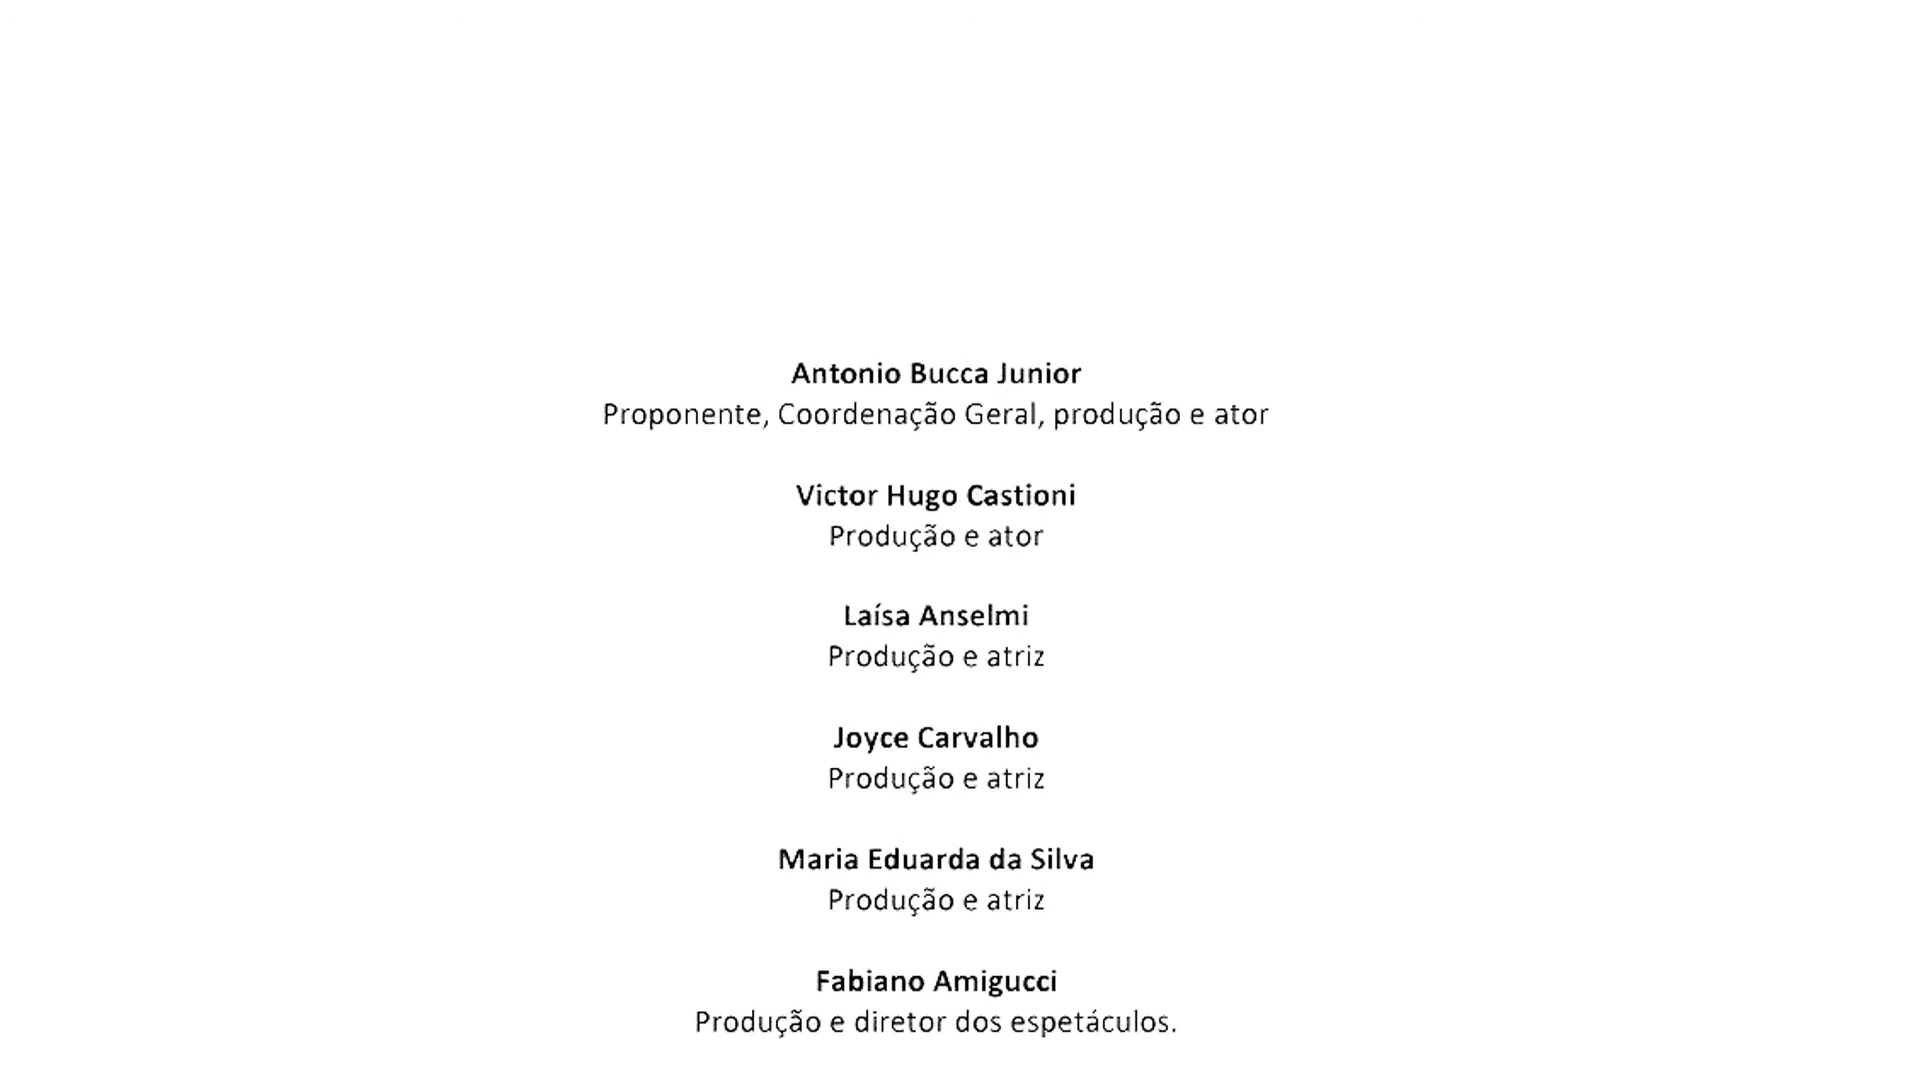 Antonio Bucca Junior
Proponente, Coordenação Geral, produção e ator
Victor Hugo Castioni
Produção e ator
Laísa Anselmi
Produção e atriz
Joyce Carvalho
Produção e atriz
Maria Eduarda da Silva
Produção e atriz
Fabiano Amigucci
Produção e diretor dos espetáculos.